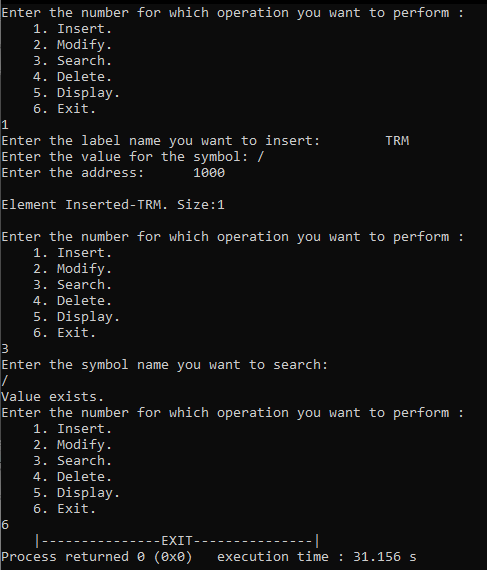 Enter the number for which operation you want to perform :
    1. Insert.
    2. Modify.
    3. Search.
    4. Delete.
    5. Display.
    6. Exit.
1
Enter the label name you want to insert:        TRM
Enter the value for the symbol: /
Enter the address:      1000

Element Inserted-TRM. Size:1

Enter the number for which operation you want to perform :
    1. Insert.
    2. Modify.
    3. Search.
    4. Delete.
    5. Display.
    6. Exit.
3
Enter the symbol name you want to search:
/
Value exists.
Enter the number for which operation you want to perform :
    1. Insert.
    2. Modify.
    3. Search.
    4. Delete.
    5. Display.
    6. Exit.
6
    |---------------EXIT---------------|
Process returned 0 (0x0)   execution time : 31.156 s